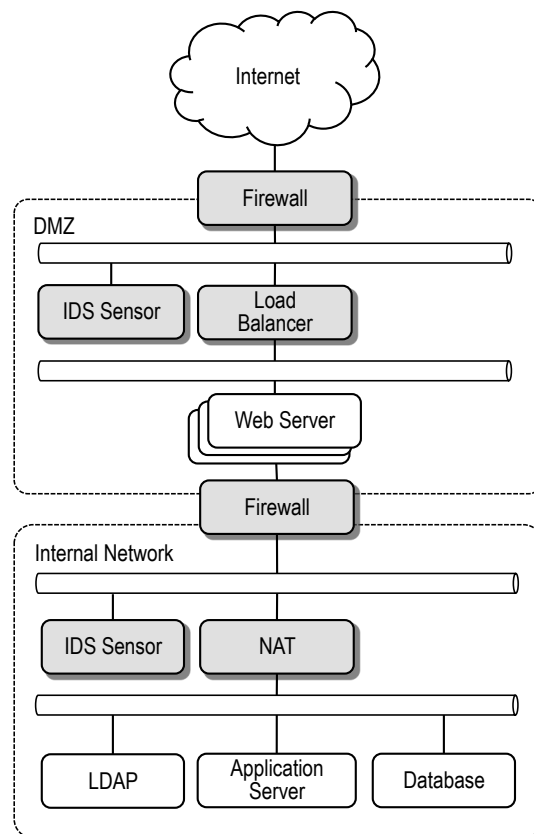 Internet
Firewall
DMZ
IDS Sensor
Load
Balancer
Web Server
Firewall
Internal Network
IDS Sensor
NAT
LDAP
Application
Server
Database